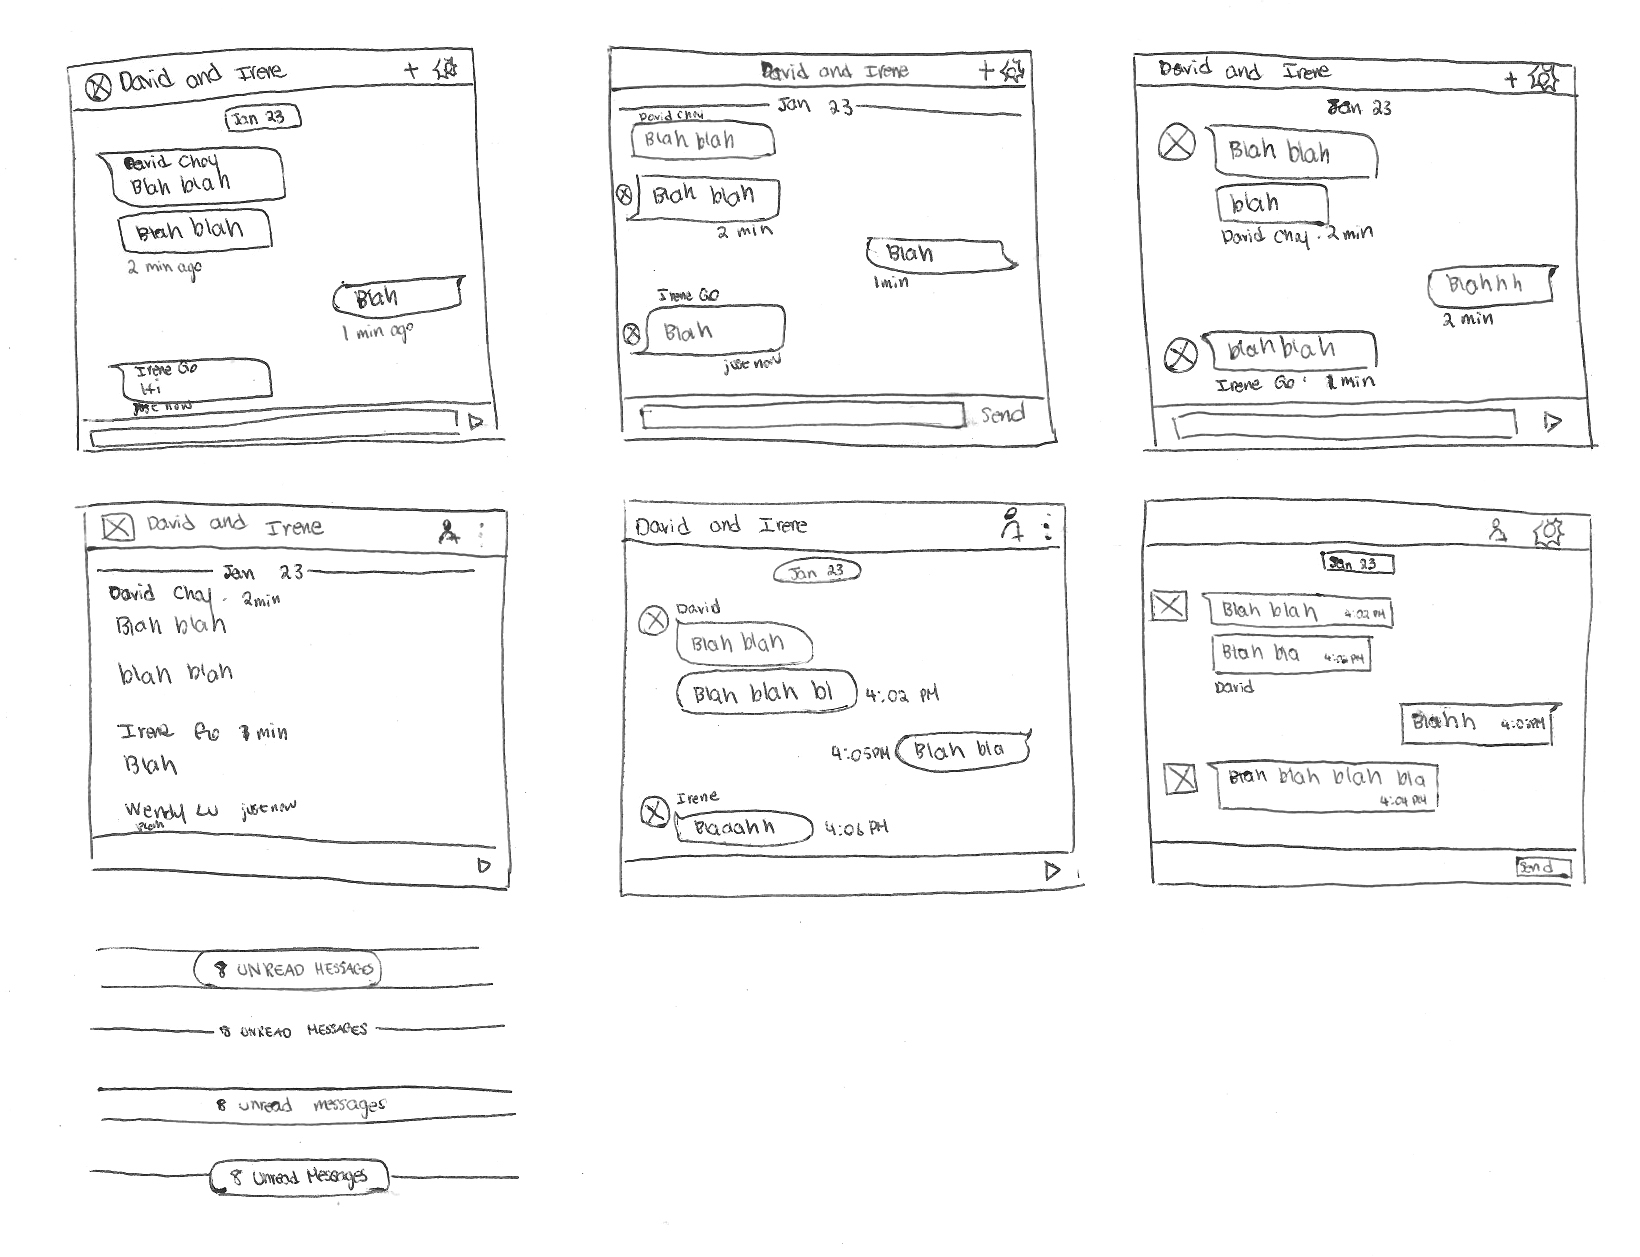 David and Irene +
Jan 23
David Choy
Blah blah
Blah blah
2 min ago
Blah
1 min ago
Irene Go
Hi
just now
David and Irene +
Jan 23
David Choy
Blah blah
Blah blah
2 min
Blah
1 min
Irene GO
Blah
just now
Send
David and Irene +
Jan 23
Blah blah
blah
David Choy . 2 min
Blahhh
2 min
blah blah
Irene Go . 1 min
David and Irene
Jan 23
David Choy . 2 min
Blah blah
blah blah
Irene Go 1 min
Blah
Wendy Lu just now
Blah
David and Irene
Jan 23
David
Blah blah
Blah blah bl 4:02 PM
4:05PM Blah bla
Irene
Blaaahh 4:06 PM
Jan 23
Blah blah 4:02 PM
Blah bla
David
Blahh
Blah blah blah bla
4:04 PM
Send
8 UNREAD MESSAGES
8 UNREAD MESSAGES
8 unread messages
8 Unread Messages